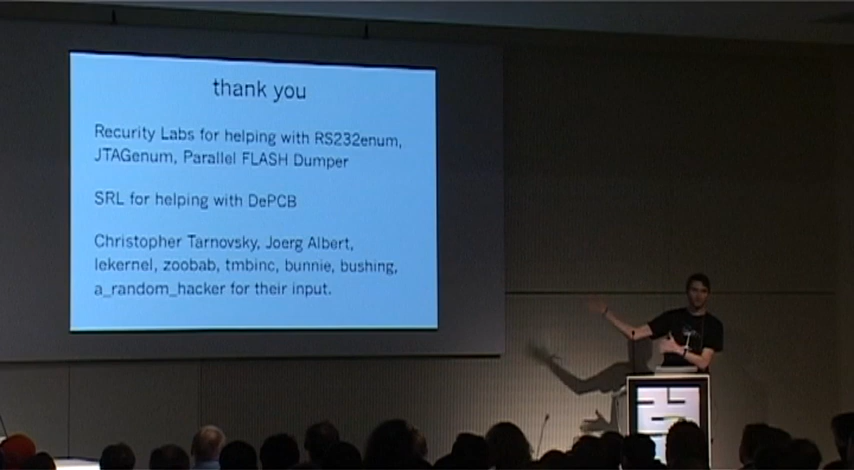 thank you
Recurity Labs for helping with RS232enum,
JTAGenum, Parallel FLASH Dumper
SRL for helping with DePCB
Christopher Tarnovsky, Joerg Albert,
lekernel, zoobab, tmbinc, bunnie, bushing,
a_random_hacker for their input.